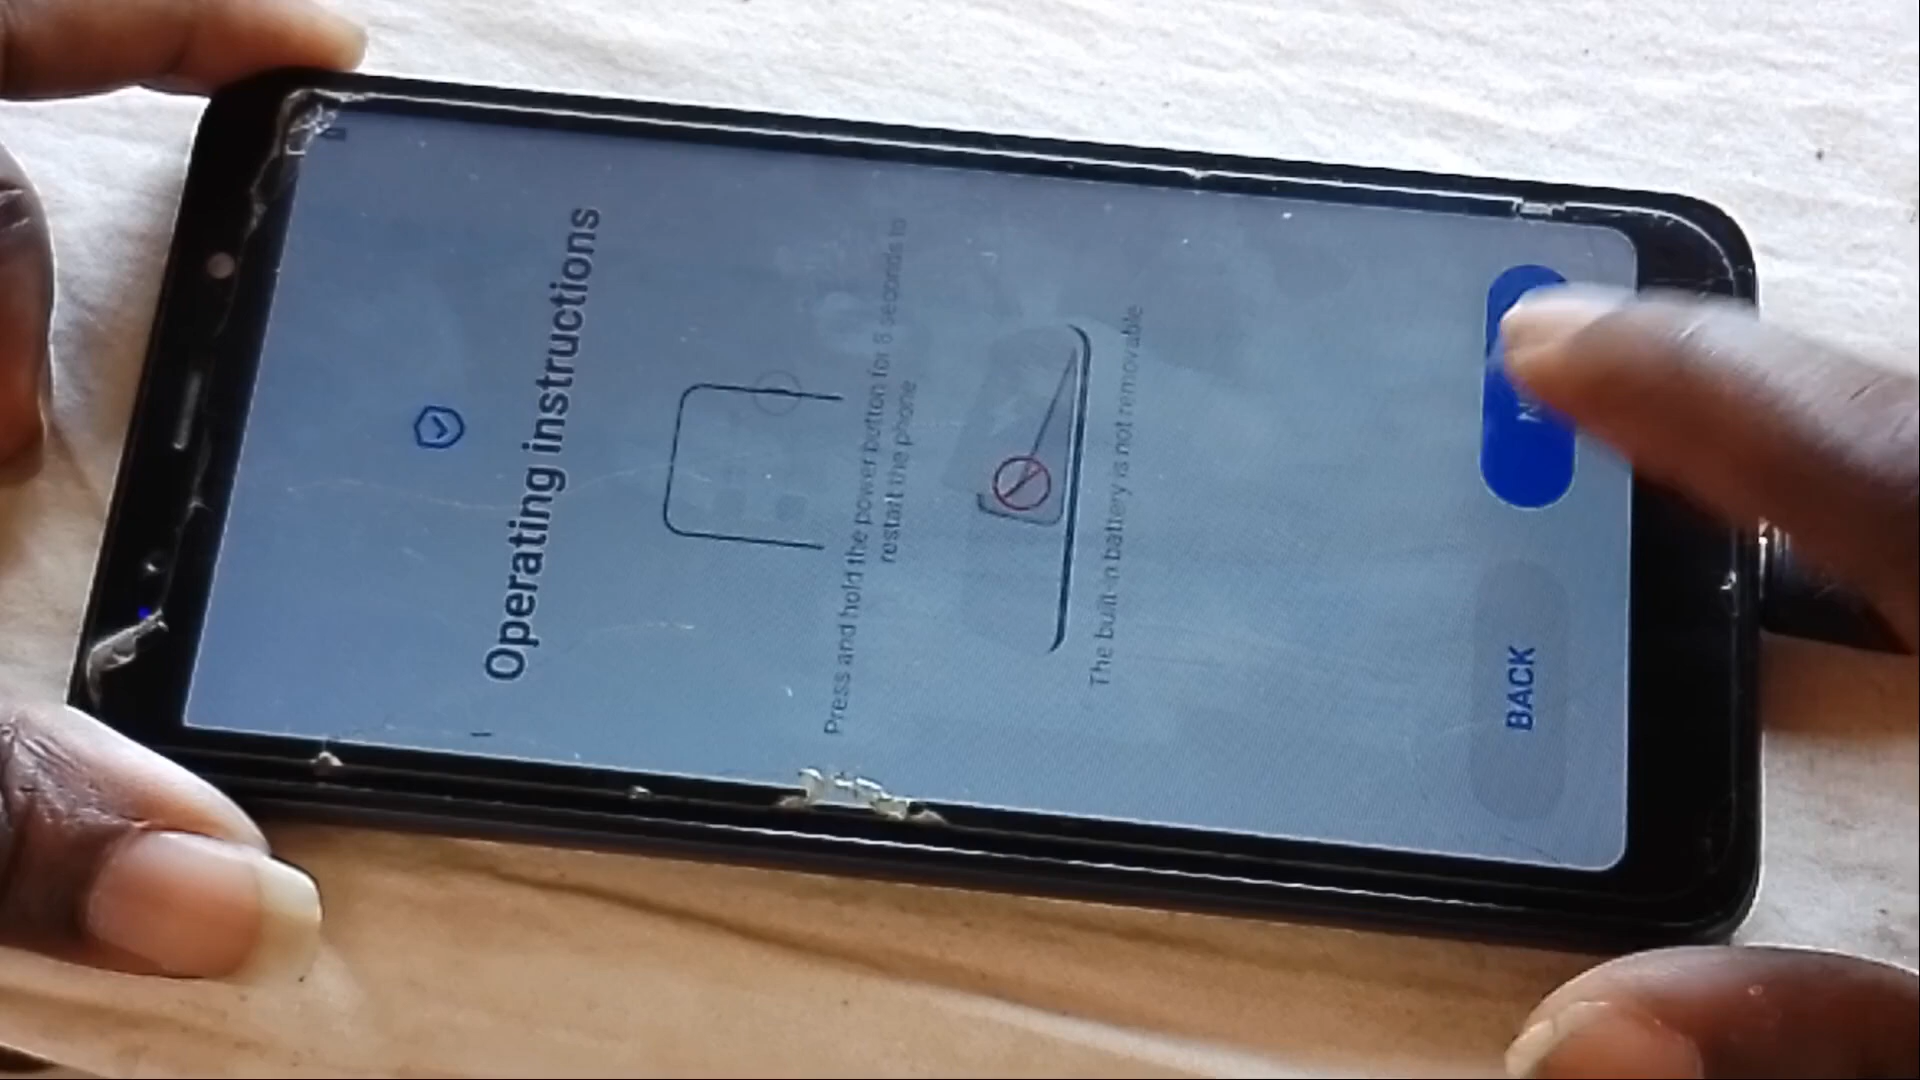 Operating instructions
Press and hold the power button for 6 seconds to
restart the phone
The built-in battery is not removable
BACK